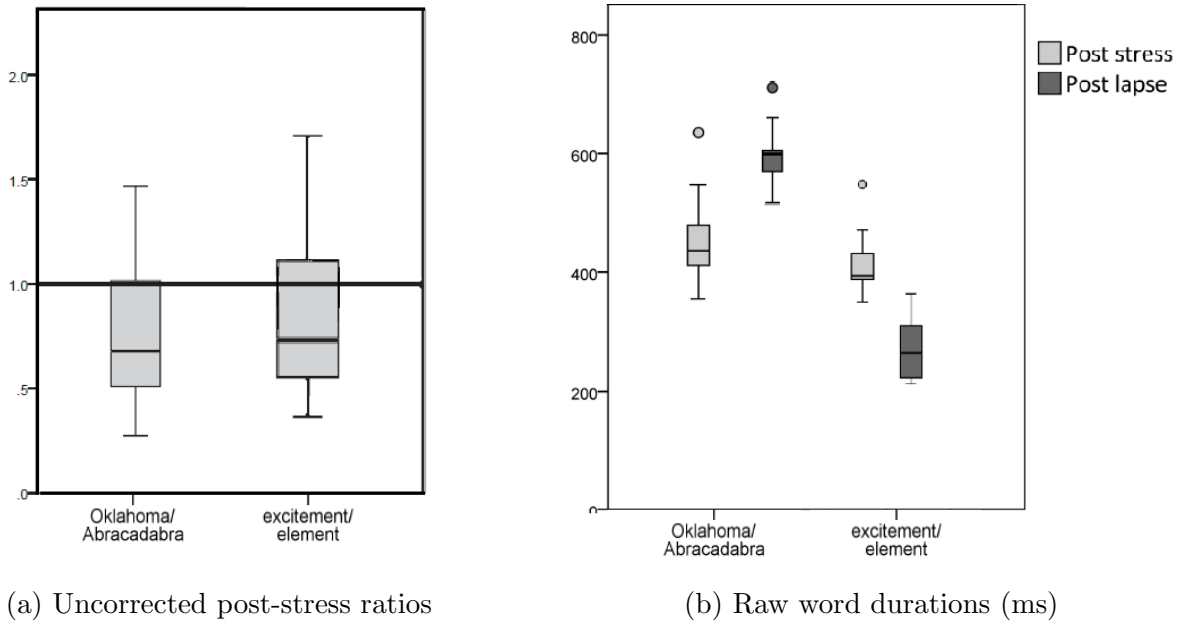 2.0
1.5
1.0
.5
.0
Oklahoma/
Abracadabra
excitement/
element
(a) Uncorrected post-stress ratios
800
600
400
200
0
Oklahoma/
Abracadabra
excitement/
element
Post stress
Post lapse
(b) Raw word durations (ms)